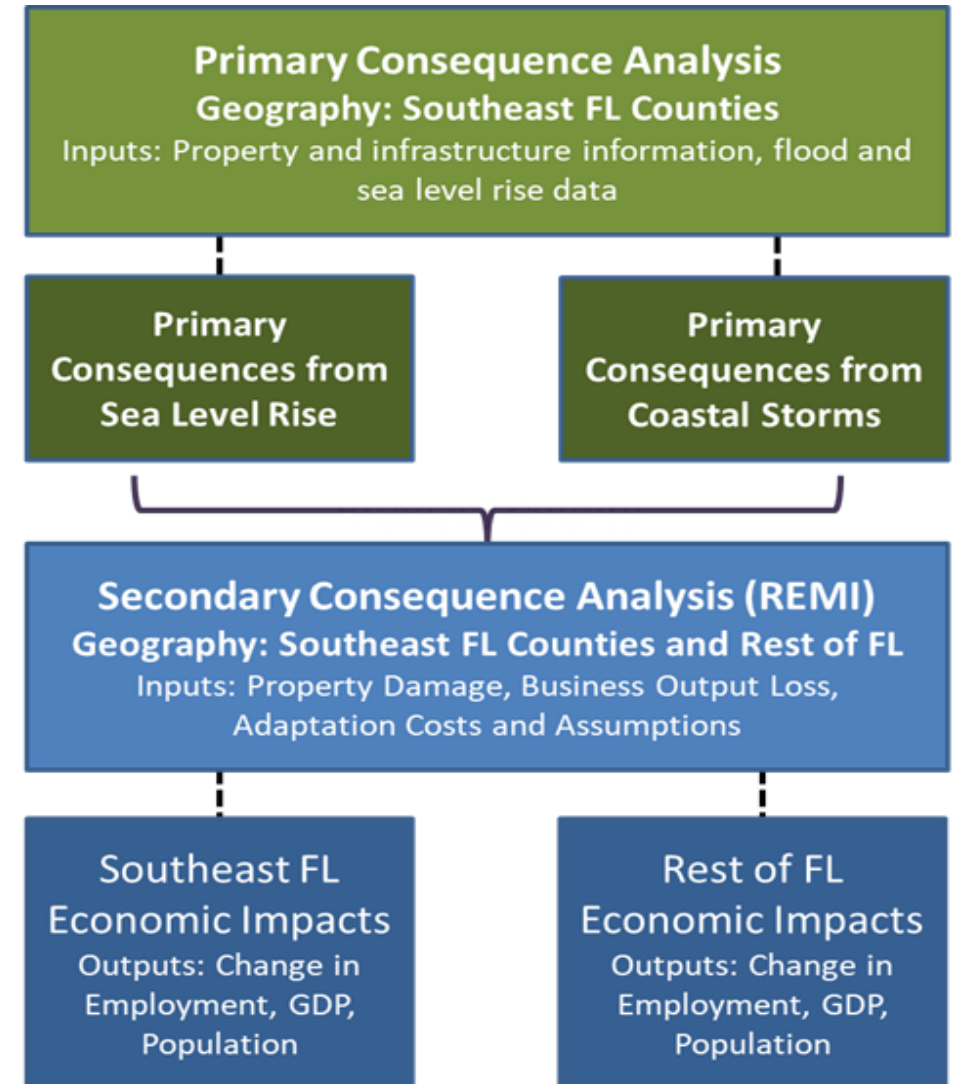 Primary Consequence Analysis
Geography: Southeast FL Counties
Inputs: Property and infrastructure information, flood and
sea level rise data
Primary
Consequences from
Sea Level Rise
Primary
Consequences from
Coastal Storms
Secondary Consequence Analysis (REMI)
Geography: Southeast FL Counties and Rest of FL
Inputs: Property Damage, Business Output Loss,
Adaptation Costs and Assumptions
Southeast FL
Economic Impacts
Outputs: Change in
Employment, GDP,
Population
Rest of FL
Economic Impacts
Outputs: Change in
Employment, GDP,
Population